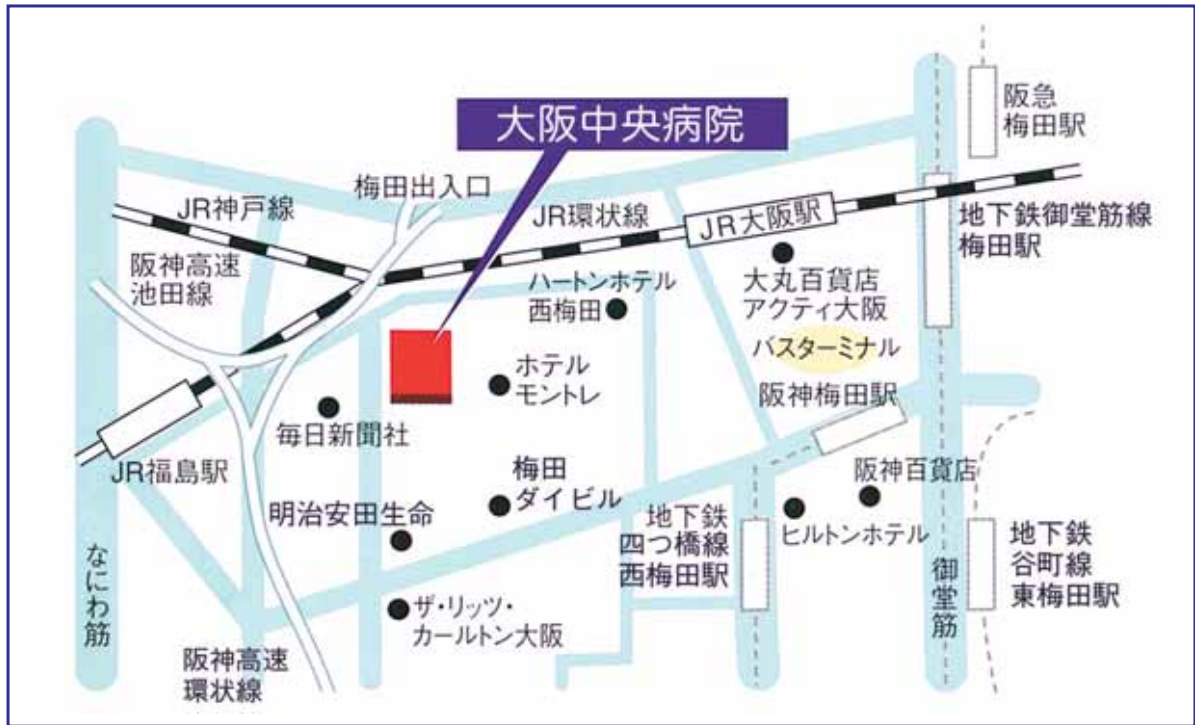 大阪中央病院
阪急
梅田駅
梅田出入口
JR神戸線
JR環状線
JR大阪駅
地下鉄御堂筋線
梅田駅
阪神高速
池田線
ハートンホテル
西梅田
大丸百貨店
アクティ大阪
バスターミナル
ホテル
モントレ
阪神梅田駅
毎日新聞社
JR福島駅
梅田
ダイビル
阪神百貨店
明治安田生命
地下鉄
四つ橋線
西梅田駅
ヒルトンホテル
地下鉄
谷町線
東梅田駅
なにわ筋
御堂筋
ザ・リッツ・
カールトン大阪
阪神高速
環状線